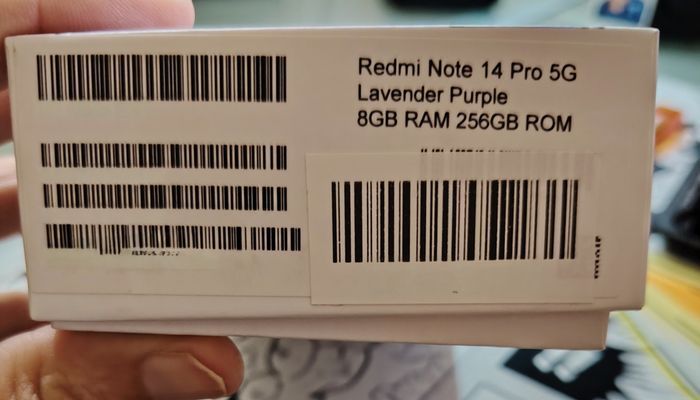 Redmi Note 14 Pro 5G
Lavender Purple
8GB RAM 256GB ROM